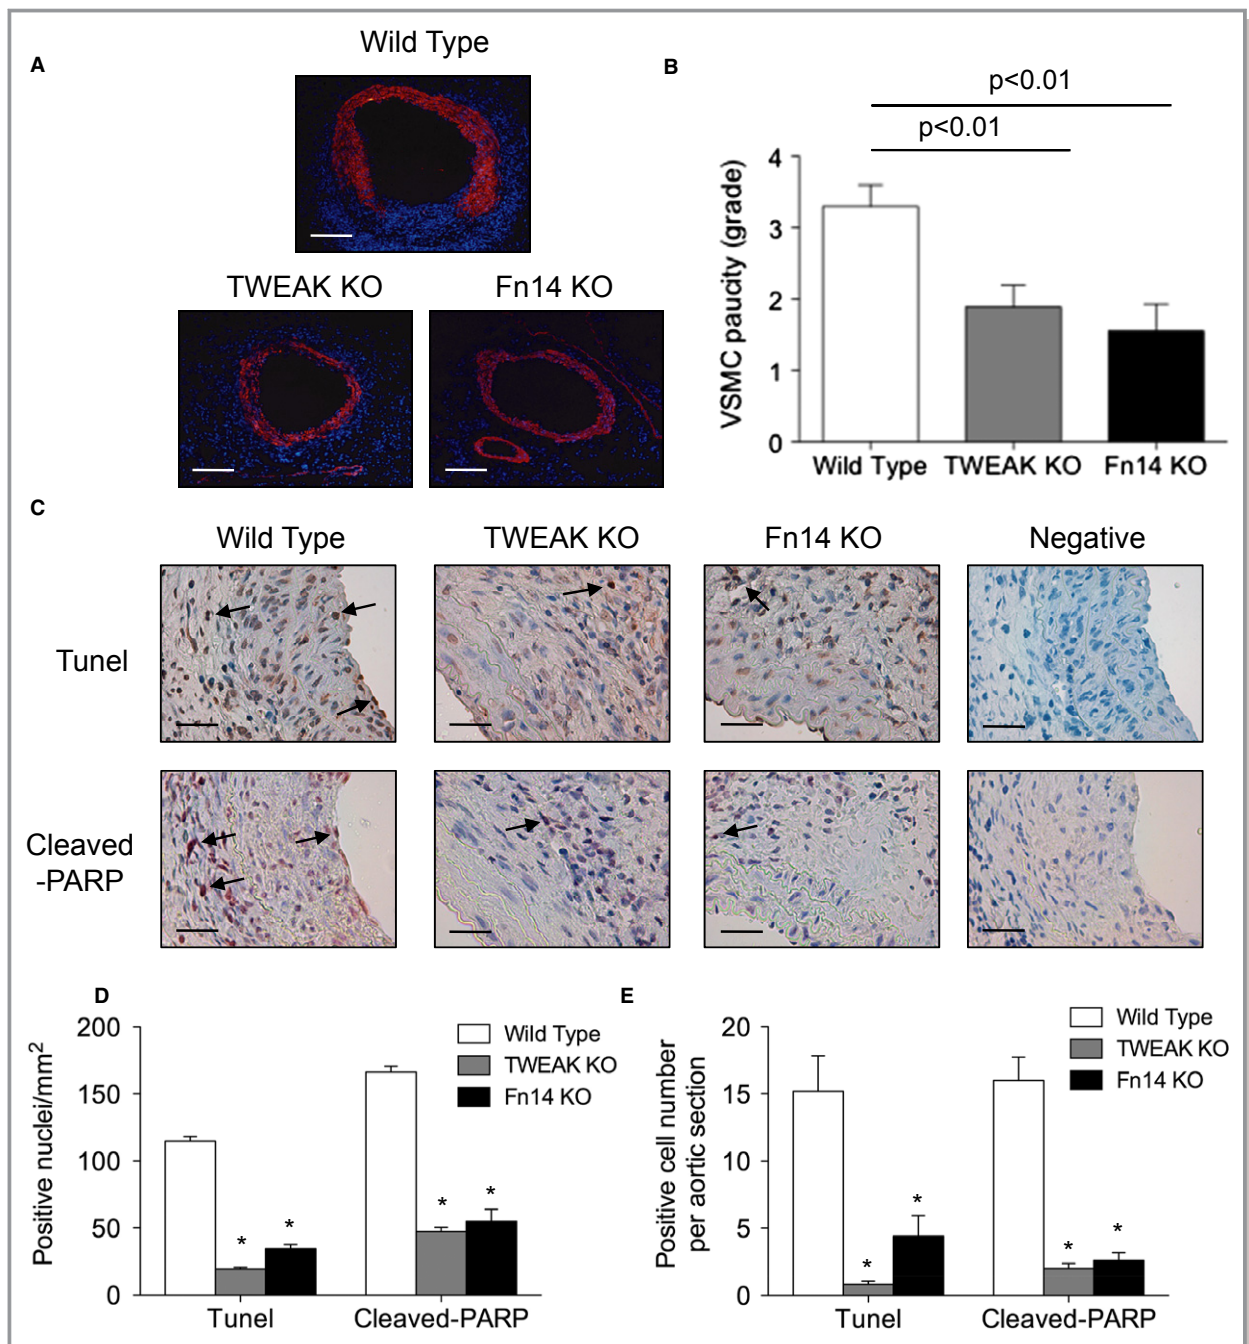 A
Wild Type
TWEAK KO
Fn14 KO
B
p<0.01
p<0.01
VSMC paucity (grade)
4
3
2
1
0
Wild Type
TWEAK KO
Fn14 KO
C
Wild Type
TWEAK KO
Fn14 KO
Negative
Tunel
Cleaved
-PARP
D
Positive nuclei/mm²
200
150
100
50
0
Wild Type
TWEAK KO
Fn14 KO
*
*
*
*
Tunel
Cleaved-PARP
E
Positive cell number
per aortic section
20
15
10
5
0
Wild Type
TWEAK KO
Fn14 KO
*
*
*
*
Tunel
Cleaved-PARP